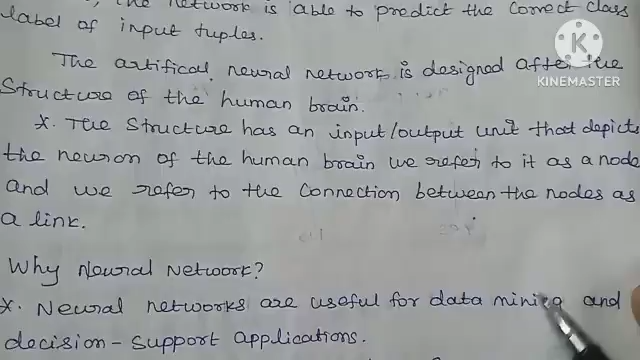 the network is able to predict the correct class
label of input tuples.
The artifical neural network is designed after the
structure of the human brain.
*. The structure has an input/output unit that depicts
the neuron of the human brain we refer to it as a node
and we refer to the connection between the nodes as
a link.
Why Neural Network?
*. Neural networks are useful for data mining and
decision - support applications.
KINEMASTER